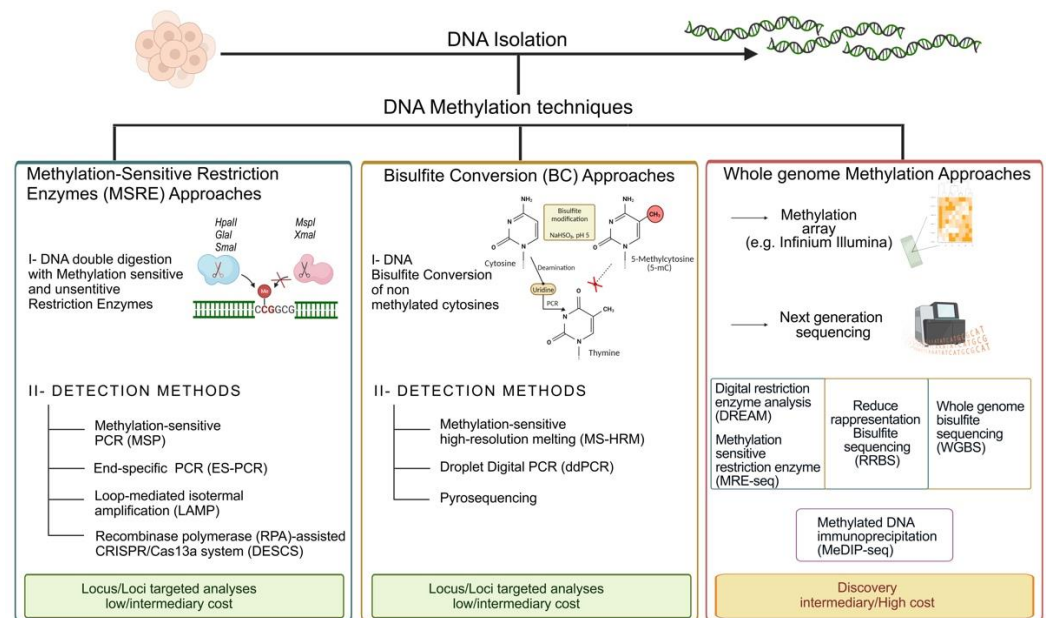 DNA Isolation
DNA Methylation techniques
Methylation-Sensitive Restriction
Enzymes (MSRE) Approaches
HpaII
GlaI
SmaI
MspI
XmaI
I- DNA double digestion
with Methylation sensitive
and unsentitive
Restriction Enzymes
Me
CCGGCG
II- DETECTION METHODS
Methylation-sensitive
PCR (MSP)
End-specific PCR (ES-PCR)
Loop-mediated isotermal
amplification (LAMP)
Recombinase polymerase (RPA)-assisted
CRISPR/Cas13a system (DESCS)
Locus/Loci targeted analyses
low/intermediary cost
Bisulfite Conversion (BC) Approaches
NH₂
N
N
O
Cytosine
Bisulfite
modification
NaHSO₃, pH 5
NH₂
CH₃
N
N
O
5-Methylcytosine
(5-mC)
I- DNA
Bisulfite Conversion
of non
methylated cytosines
Deamination
Uridine
PCR
O
CH₃
N
N
O
Thymine
II- DETECTION METHODS
Methylation-sensitive
high-resolution melting (MS-HRM)
Droplet Digital PCR (ddPCR)
Pyrosequencing
Locus/Loci targeted analyses
low/intermediary cost
Whole genome Methylation Approaches
Methylation
array
(e.g. Infinium Illumina)
Next generation
sequencing
Digital restriction
enzyme analysis
(DREAM)
Methylation
sensitive
restriction enzyme
(MRE-seq)
Reduce
rappresentation
Bisulfite
sequencing
(RRBS)
Whole genome
bisulfite
sequencing
(WGBS)
Methylated DNA
immunoprecipitation
(MeDIP-seq)
Discovery
intermediary/High cost